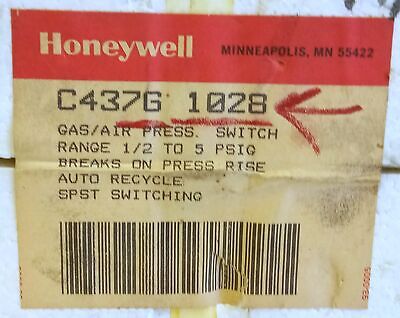 Honeywell MINNEAPOLIS, MN 55422
C437G 1028
GAS/AIR PRESS. SWITCH
RANGE 1/2 TO 5 PSIG
BREAKS ON PRESS RISE
AUTO RECYCLE
SPST SWITCHING